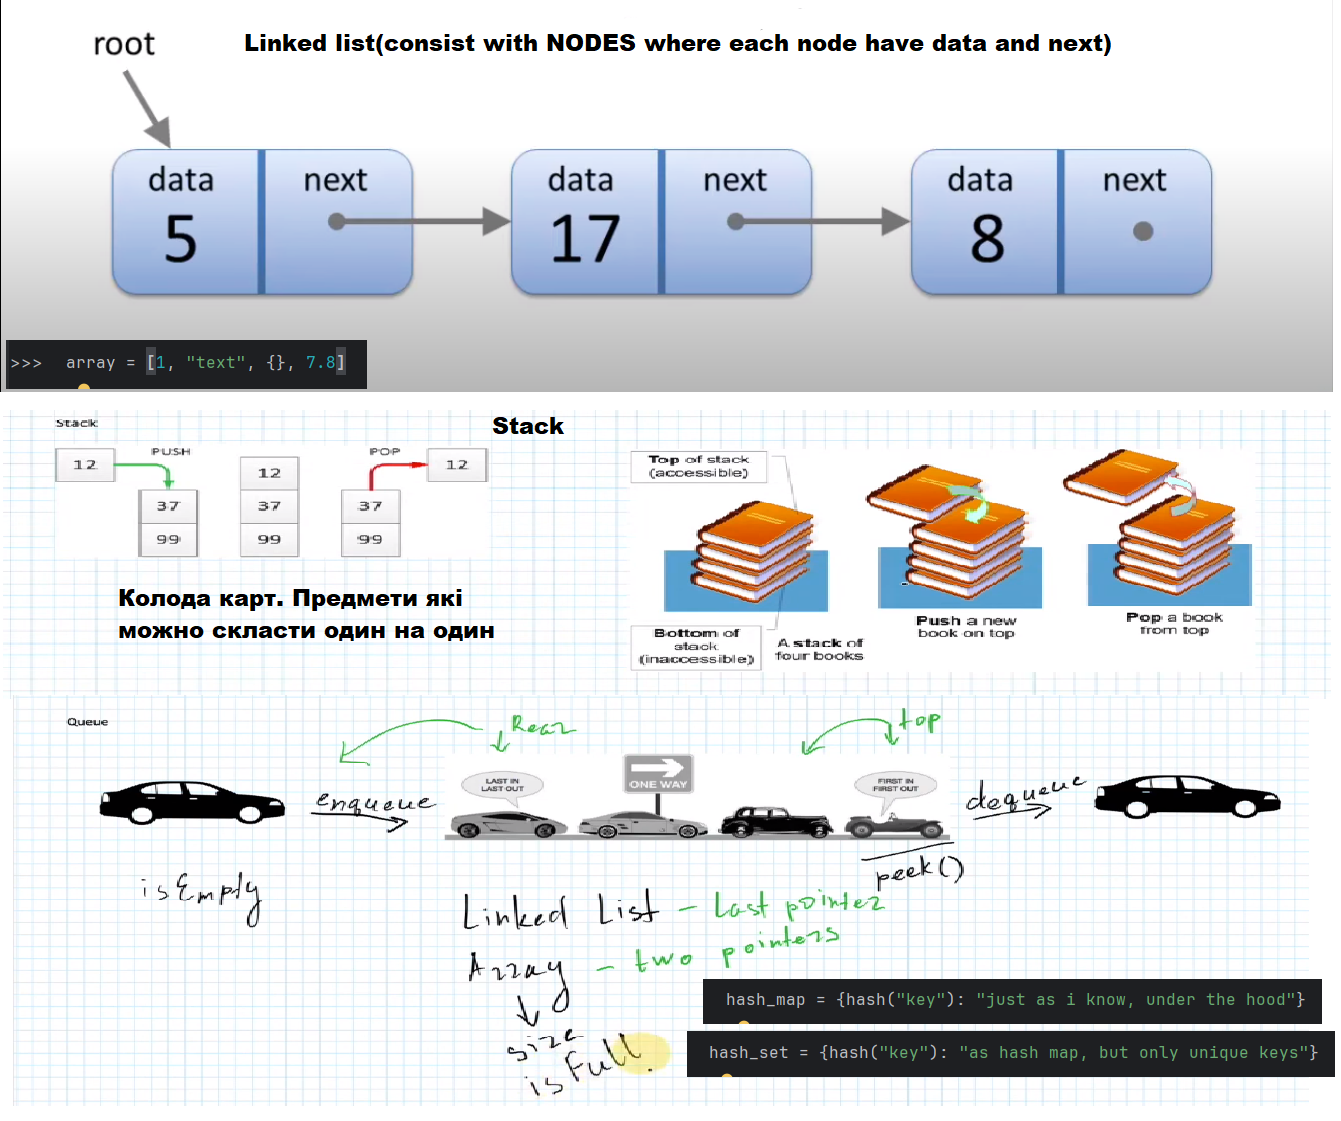 root
Linked list(consist with NODES where each node have data and next)
data
next
5
data
next
17
data
next
8
>>> array = [1, "text", {}, 7.8]
Stack
Stack
PUSH
12
37
99
12
37
99
POP
12
37
99
Колода карт. Предмети які
можно скласти один на один
Top of stack
(accessible)
Bottom of
stack
(inaccessible)
A stack of
four books
Push a new
book on top
Pop a book
from top
Queue
Rear
top
enqueue
LAST IN
LAST OUT
ONE WAY
FIRST IN
FIRST OUT
dequeue
peek()
isEmpty
Linked List - Last pointer
Array - two pointers
size
isFull
hash_map = {hash("key"): "just as i know, under the hood"}
hash_set = {hash("key"): "as hash map, but only unique keys"}